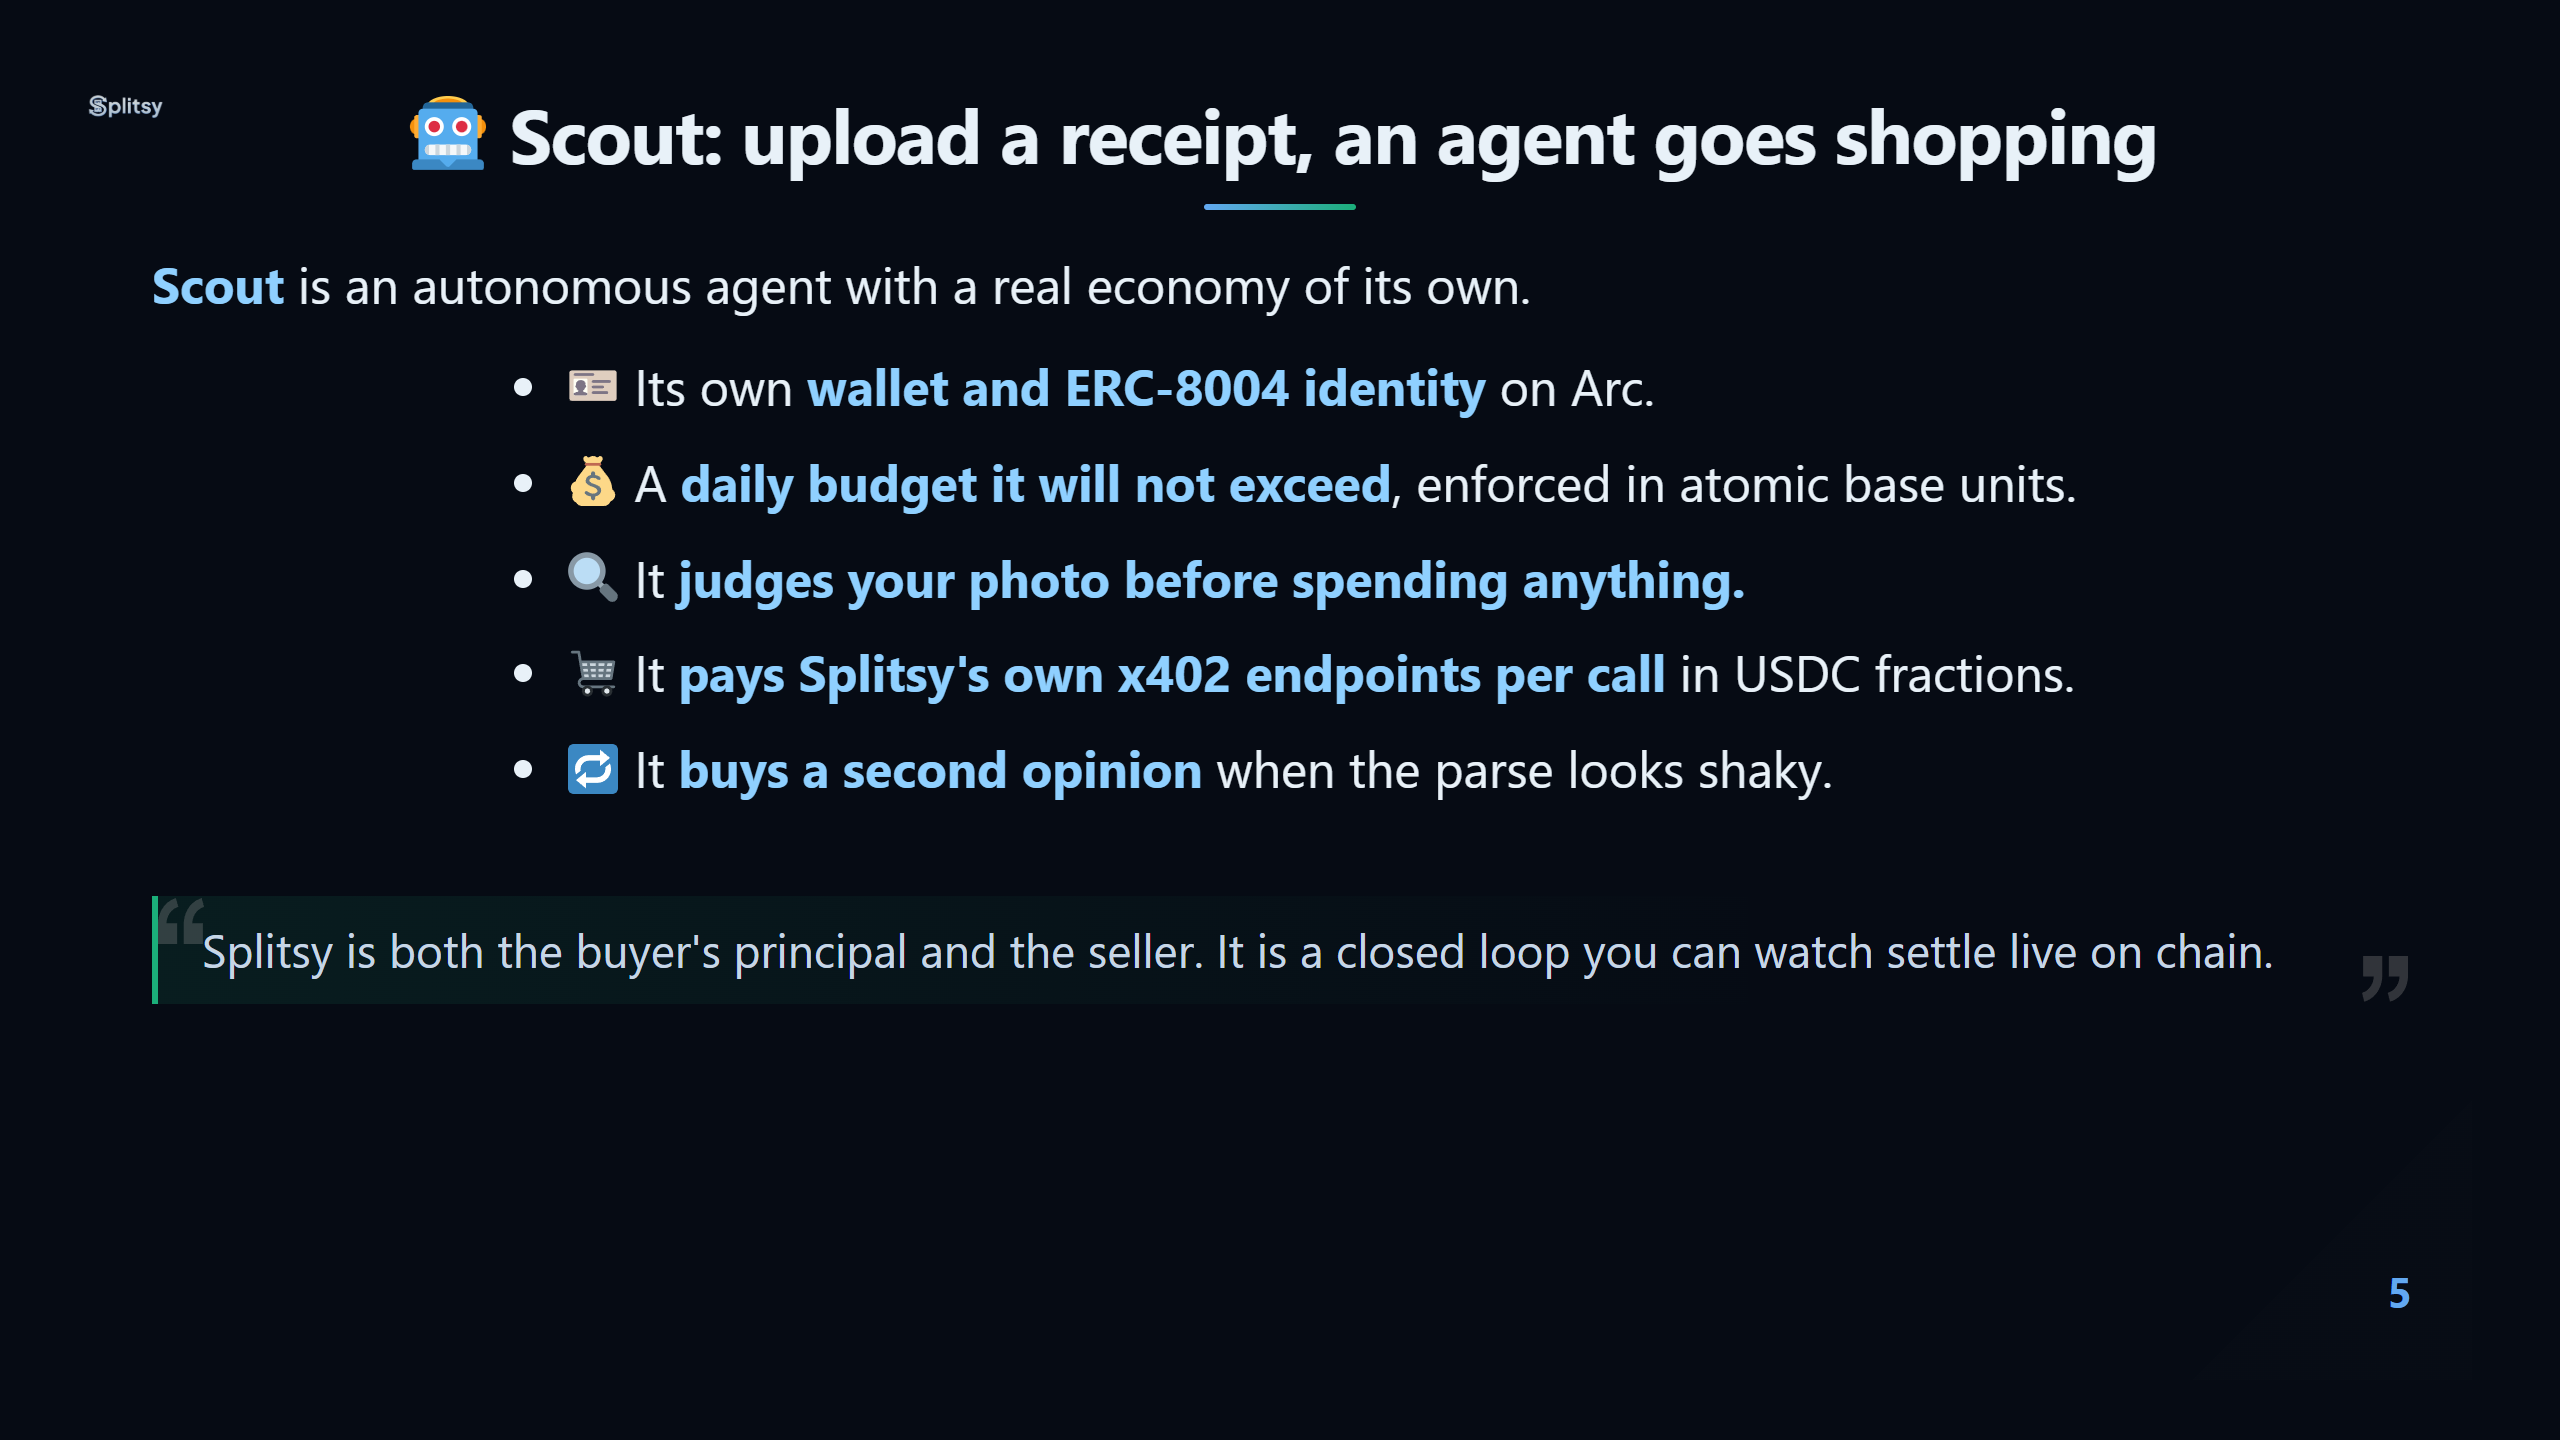 Splitsy
🤖 Scout: upload a receipt, an agent goes shopping
Scout is an autonomous agent with a real economy of its own.
• 🪪 Its own wallet and ERC-8004 identity on Arc.
• 💰 A daily budget it will not exceed, enforced in atomic base units.
• 🔍 It judges your photo before spending anything.
• 🛒 It pays Splitsy's own x402 endpoints per call in USDC fractions.
• 🔁 It buys a second opinion when the parse looks shaky.
“Splitsy is both the buyer's principal and the seller. It is a closed loop you can watch settle live on chain.”
5